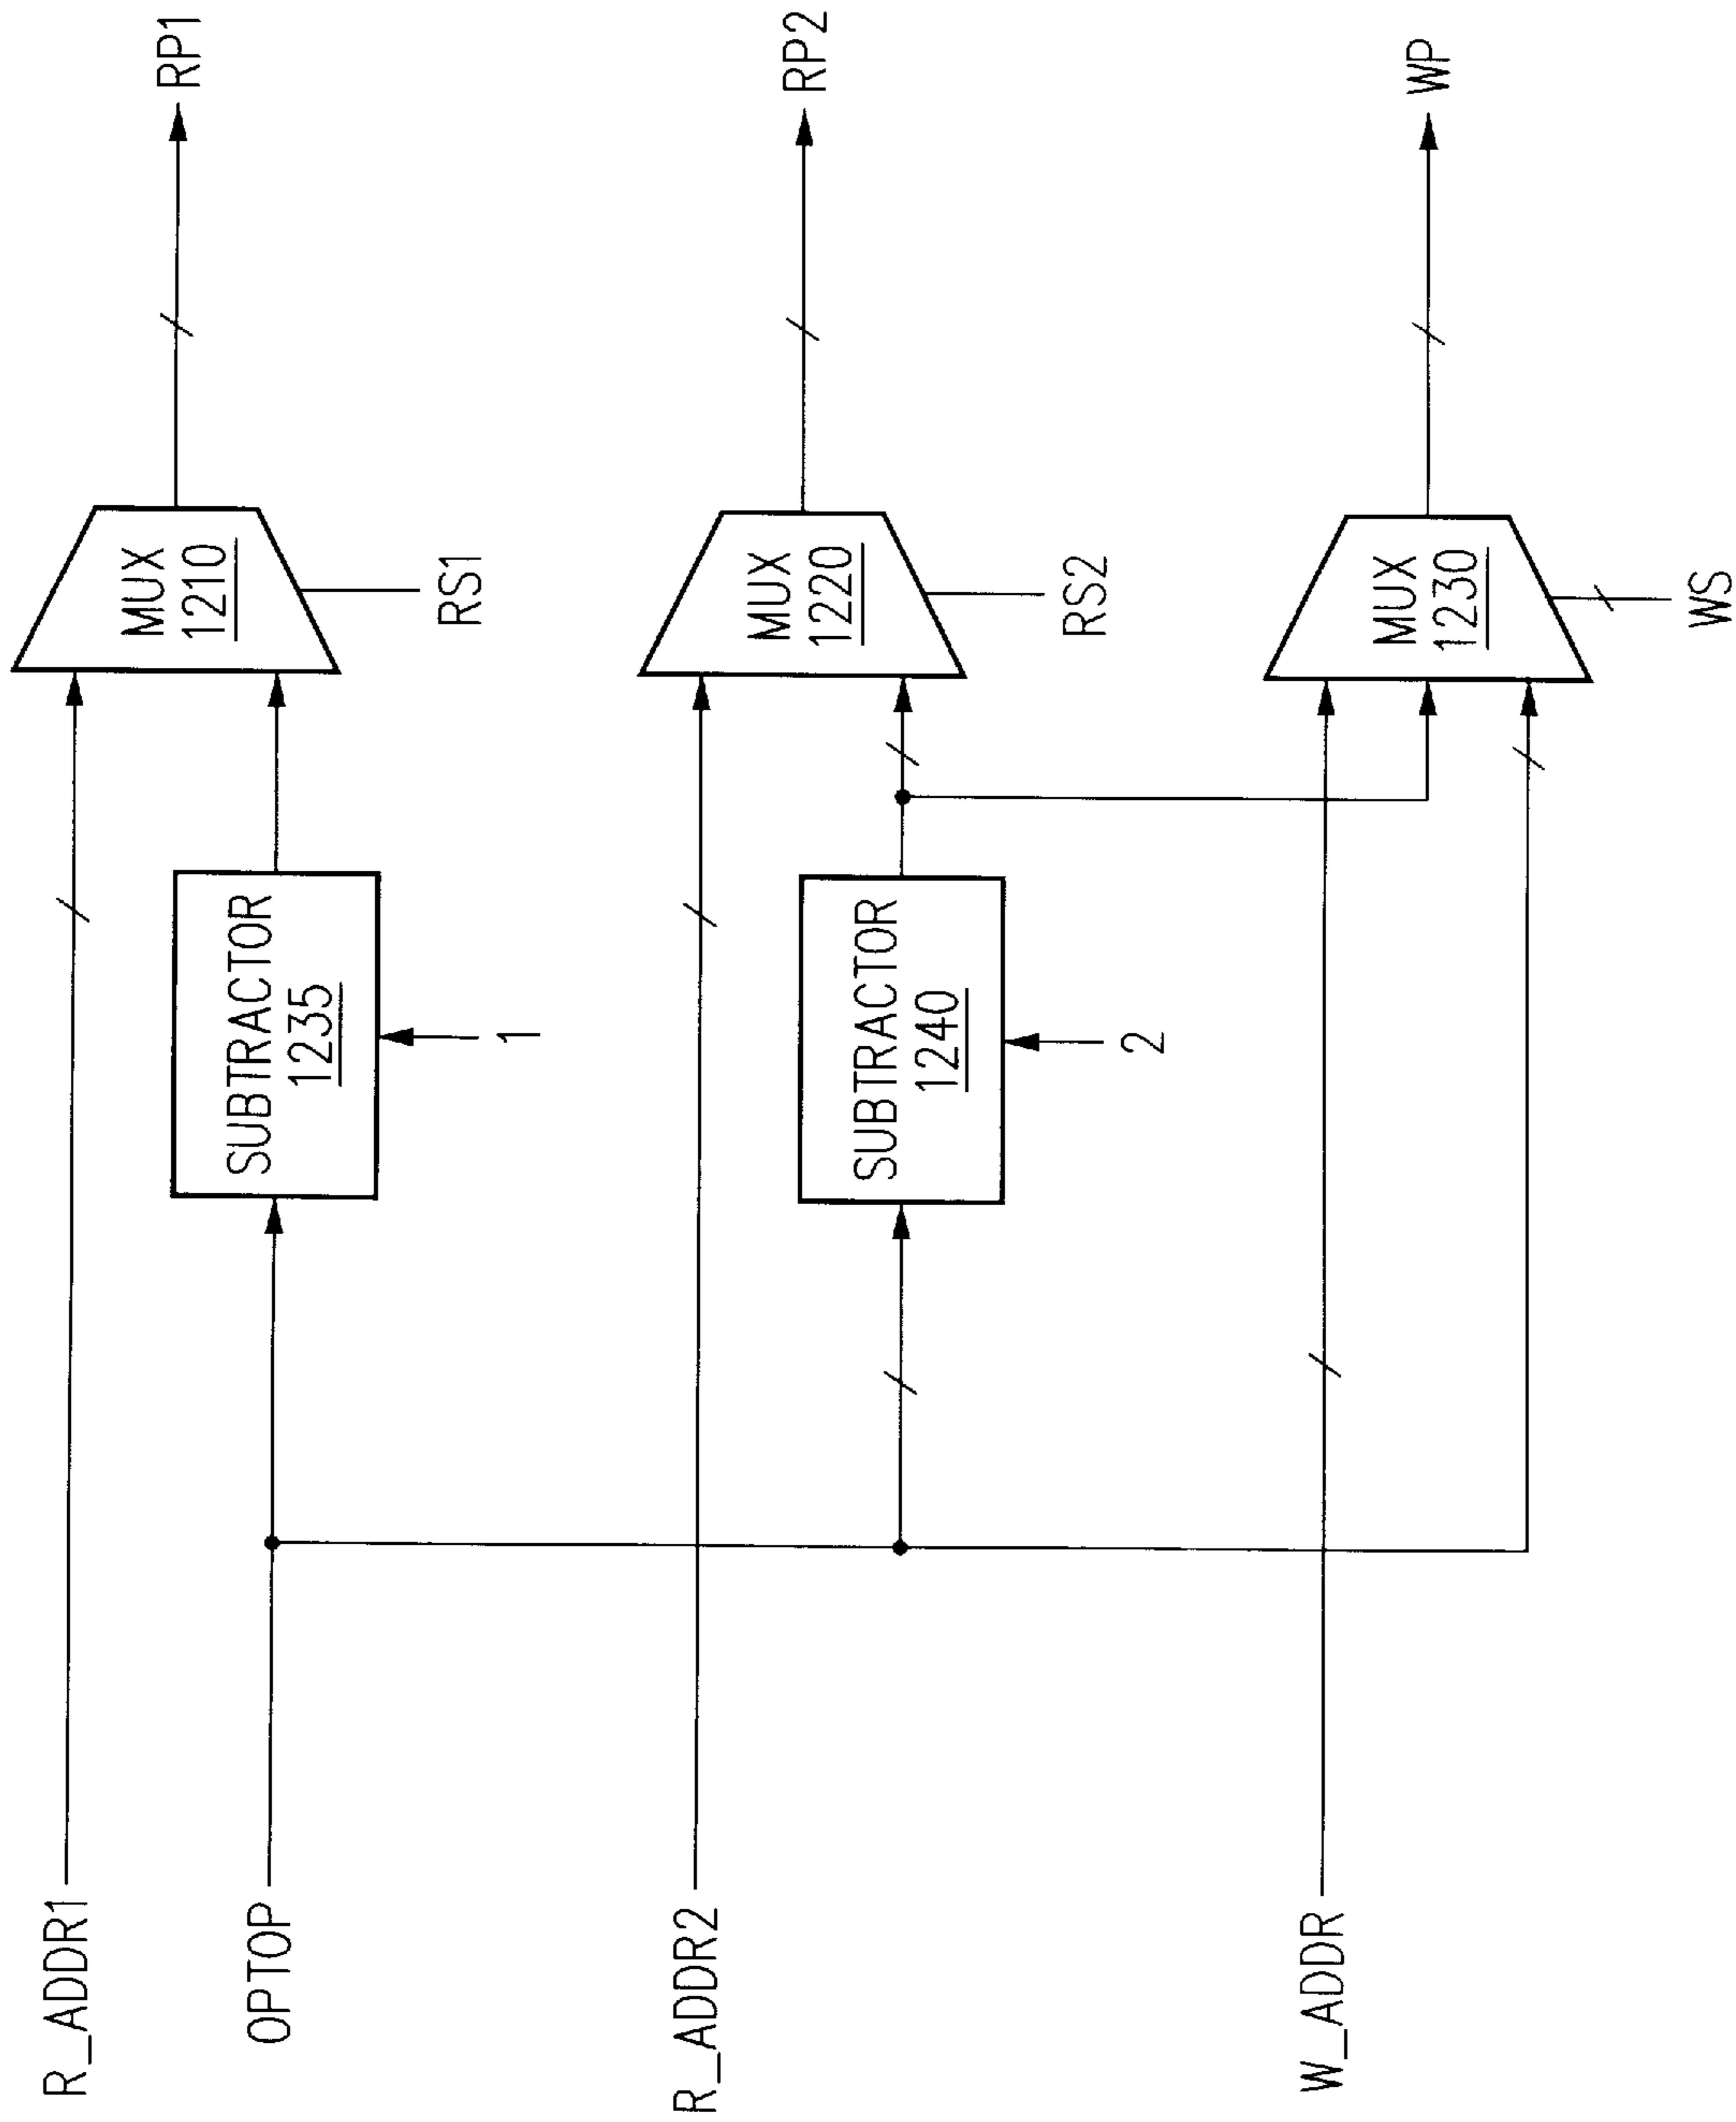 R_ADDR1
OPTOP
SUBTRACTOR
1235
1
MUX
1210
RS1
RP1
R_ADDR2
SUBTRACTOR
1240
2
MUX
1220
RS2
RP2
W_ADDR
MUX
1230
WS
WP